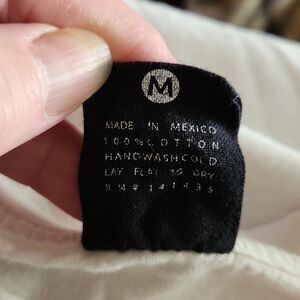 M
MADE IN MEXICO
100% COTTON
HANDWASH COLD
LAY FLAT TO DRY
RN# 141435